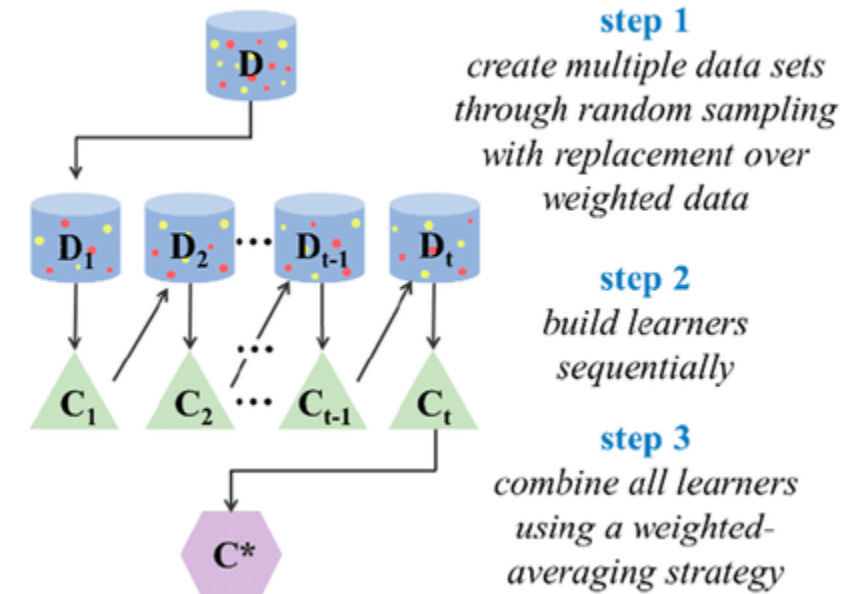 D
step 1
create multiple data sets
through random sampling
with replacement over
weighted data
D₁ D₂ ... Dₜ₋₁ Dₜ
step 2
build learners
sequentially
...
C₁ C₂ ... Cₜ₋₁ Cₜ
step 3
combine all learners
using a weighted-
averaging strategy
C*